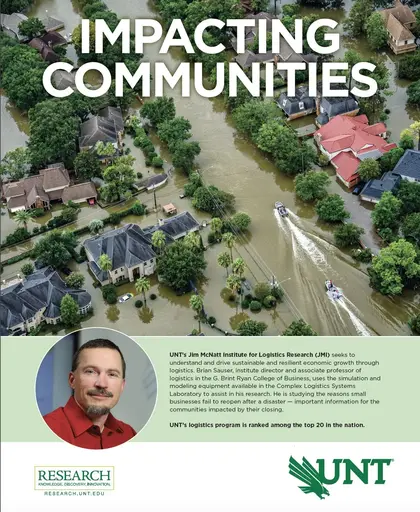 IMPACTING
COMMUNITIES
UNT's Jim McNatt Institute for Logistics Research (JMI) seeks to
understand and drive sustainable and resilient economic growth through
logistics. Brian Sauser, institute director and associate professor of
logistics in the G. Brint Ryan College of Business, uses the simulation and
modeling equipment available in the Complex Logistics Systems
Laboratory to assist in his research. He is studying the reasons small
businesses fail to reopen after a disaster — important information for the
communities impacted by their closing.
UNT's logistics program is ranked among the top 20 in the nation.
RESEARCH
KNOWLEDGE. DISCOVERY. INNOVATION.
RESEARCH.UNT.EDU
UNT